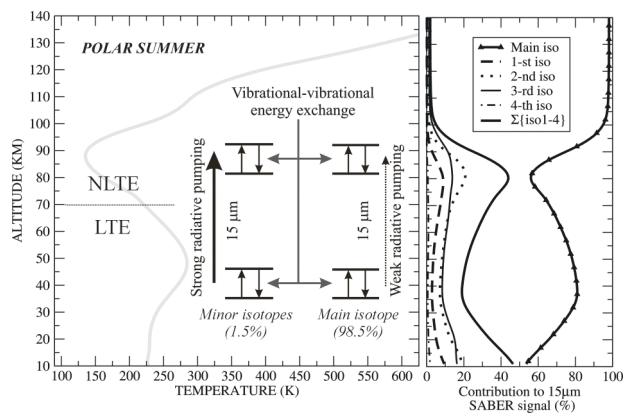 POLAR SUMMER
Vibrational-vibrational
energy exchange
NLTE
LTE
Strong radiative pumping
15 μm
15 μm
Weak radiative pumping
Minor isotopes
(1.5%)
Main isotope
(98.5%)
ALTITUDE (KM)
140
130
120
110
100
90
80
70
60
50
40
30
20
10
100 150 200 250 300 350 400 450 500 550 600
TEMPERATURE (K)
Main iso
1-st iso
2-nd iso
3-rd iso
4-th iso
Σ{iso1-4}
0 20 40 60 80 100
Contribution to 15μm
SABER signal (%)